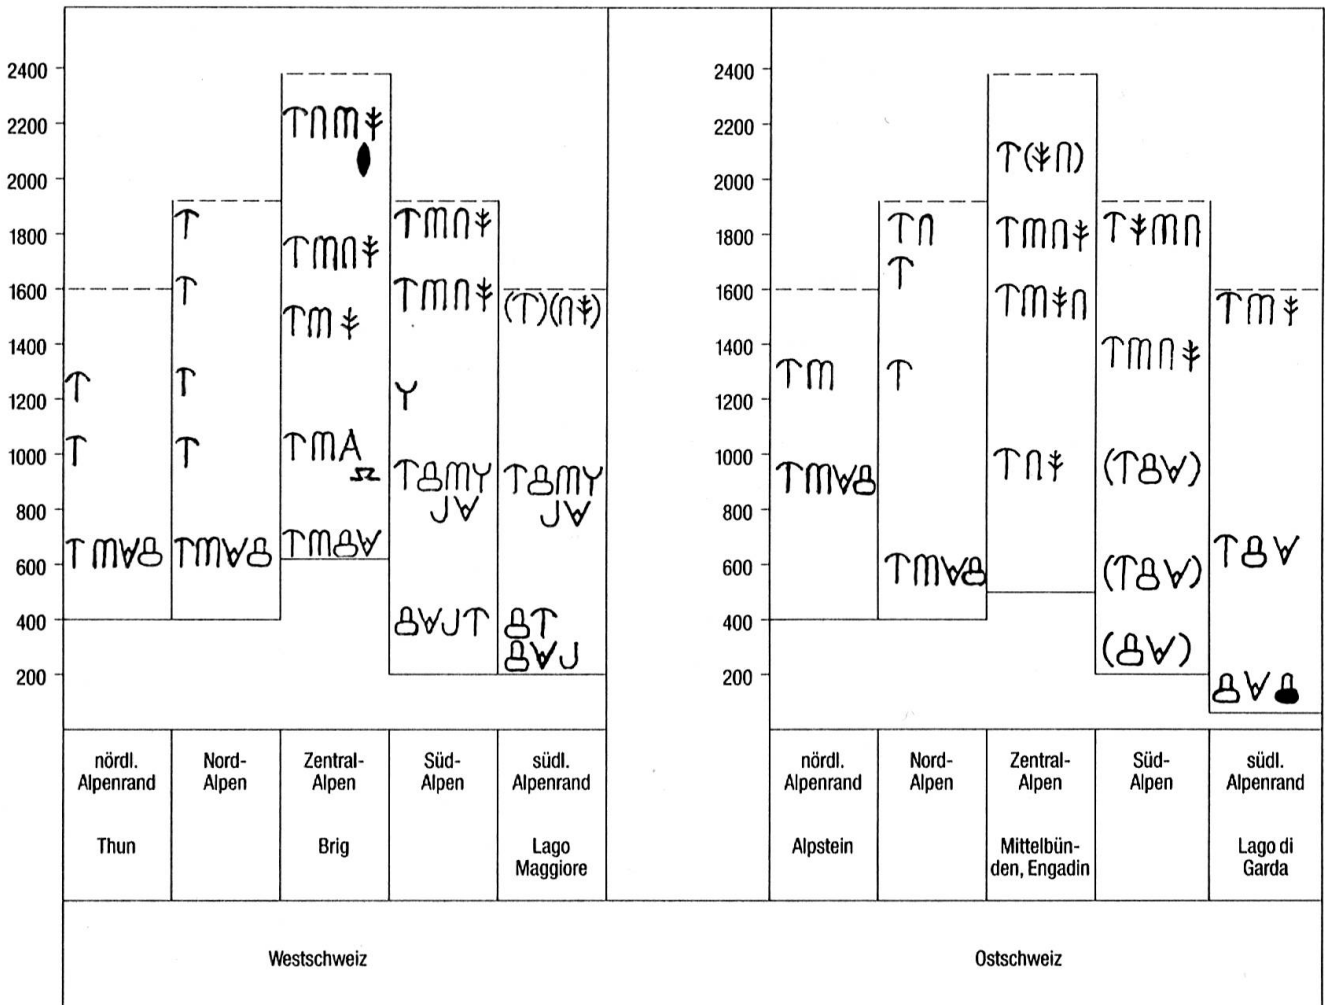 2400
2200
2000
1800
1600
1400
1200
1000
800
600
400
200
2400
2200
2000
1800
1600
1400
1200
1000
800
600
400
200
nördl.
Alpenrand
Thun
Nord-
Alpen
Zentral-
Alpen
Brig
Süd-
Alpen
südl.
Alpenrand
Lago
Maggiore
nördl.
Alpenrand
Alpstein
Nord-
Alpen
Zentral-
Alpen
Mittelbün-
den, Engadin
Süd-
Alpen
südl.
Alpenrand
Lago di
Garda
Westschweiz
Ostschweiz